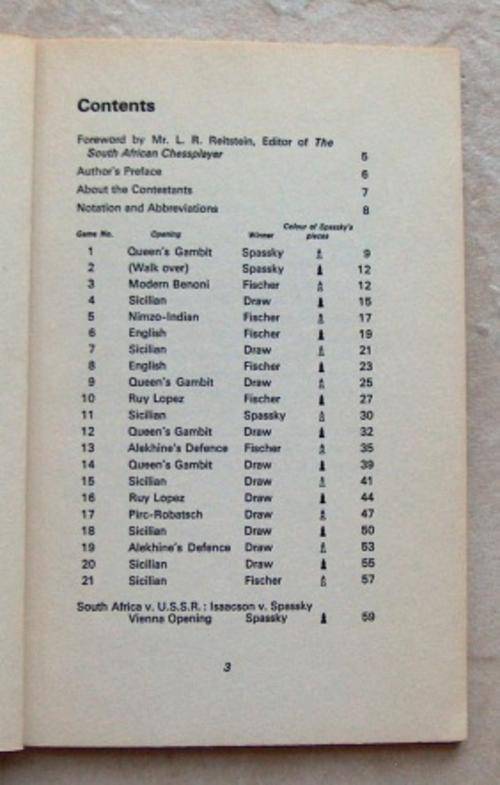 Contents
Foreword by Mr. L. R. Reitstein, Editor of The
South African Chessplayer 5
Author's Preface 6
About the Contestants 7
Notation and Abbreviations 8
Game No. Opening Winner Colour of Spassky's pieces
1 Queen's Gambit Spassky ♙ 9
2 (Walk over) Spassky ♟ 12
3 Modern Benoni Fischer ♙ 12
4 Sicilian Draw ♟ 15
5 Nimzo-Indian Fischer ♙ 17
6 English Fischer ♟ 19
7 Sicilian Draw ♙ 21
8 English Fischer ♟ 23
9 Queen's Gambit Draw ♙ 25
10 Ruy Lopez Fischer ♟ 27
11 Sicilian Spassky ♙ 30
12 Queen's Gambit Draw ♟ 32
13 Alekhine's Defence Fischer ♙ 35
14 Queen's Gambit Draw ♟ 39
15 Sicilian Draw ♙ 41
16 Ruy Lopez Draw ♟ 44
17 Pirc-Robatsch Draw ♙ 47
18 Sicilian Draw ♟ 50
19 Alekhine's Defence Draw ♙ 53
20 Sicilian Draw ♟ 55
21 Sicilian Fischer ♙ 57
South Africa v. U.S.S.R.: Isaacson v. Spassky
Vienna Opening Spassky ♟ 59
3